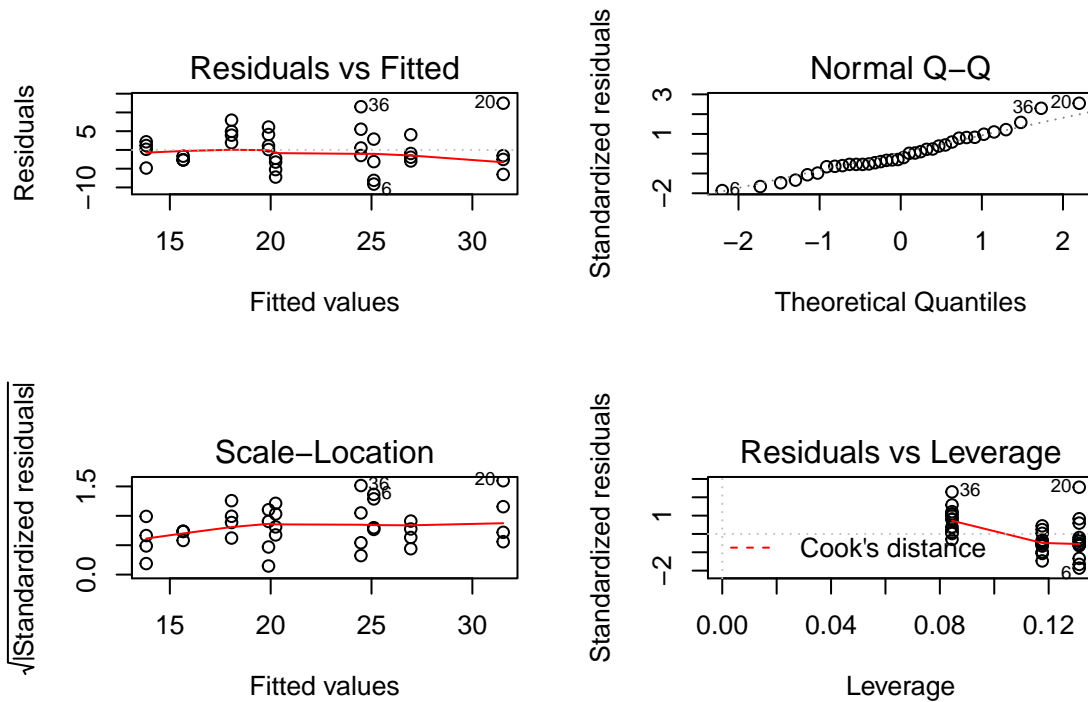 Residuals vs Fitted
Residuals
5
−10
36
20
6
15 20 25 30
Fitted values
Normal Q−Q
Standardized residuals
3
1
−2
36
20
6
−2 −1 0 1 2
Theoretical Quantiles
Scale−Location
√|Standardized residuals|
1.5
0.0
36
6
20
15 20 25 30
Fitted values
Residuals vs Leverage
Standardized residuals
1
−2
36
20
6
Cook's distance
0.00 0.04 0.08 0.12
Leverage